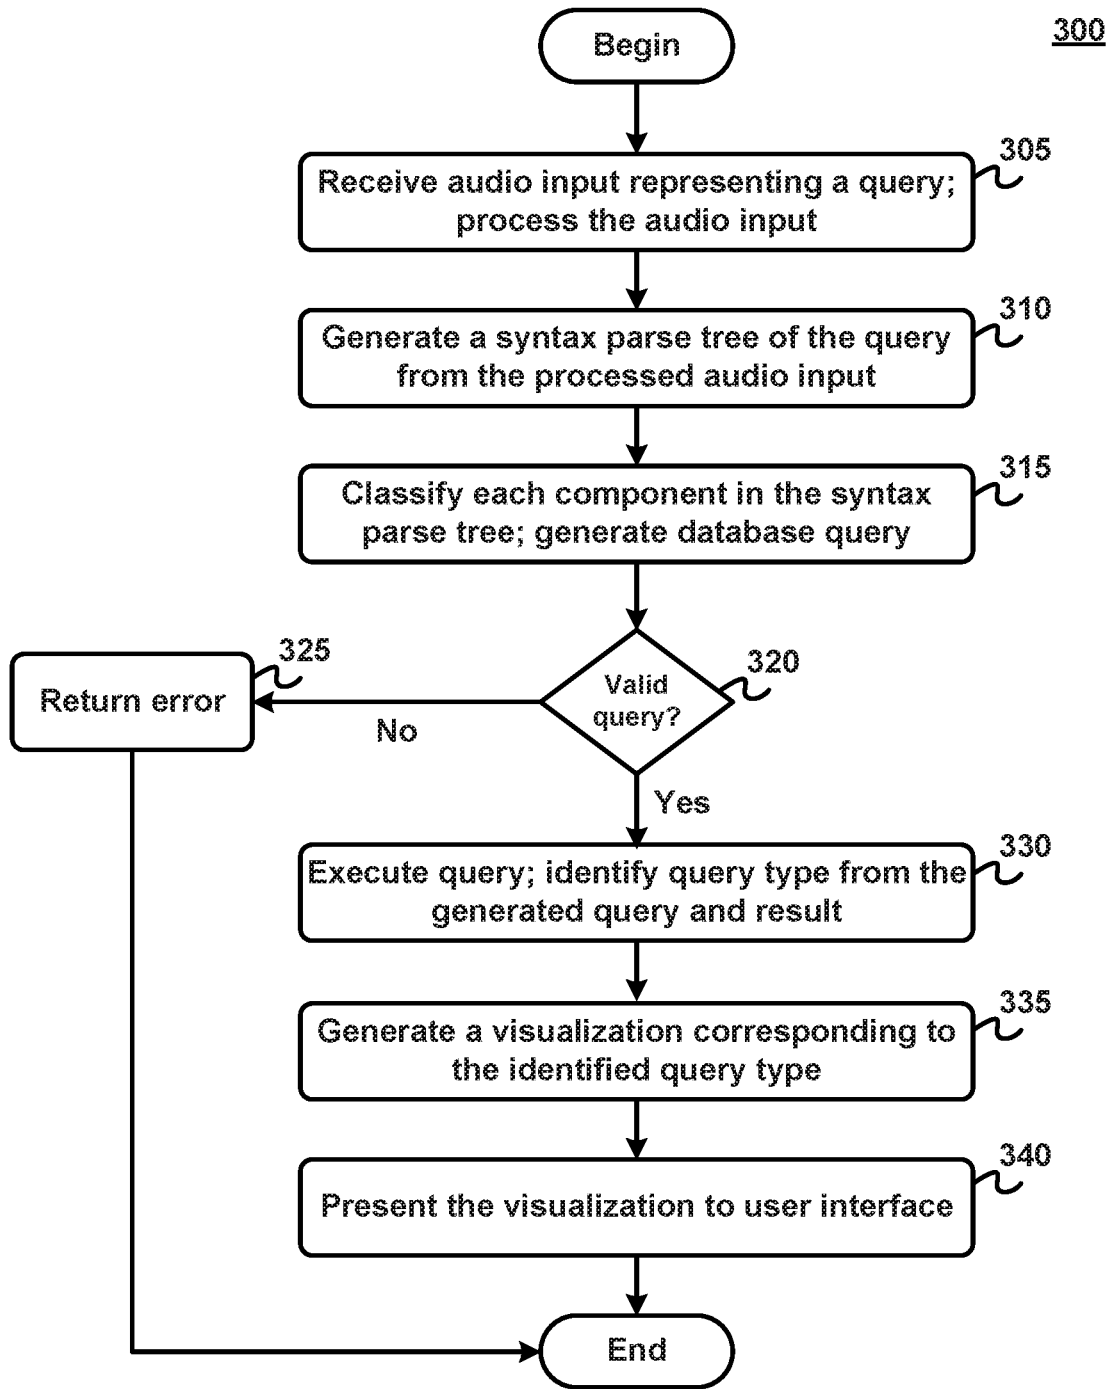 300
Begin
305
Receive audio input representing a query;
process the audio input
310
Generate a syntax parse tree of the query
from the processed audio input
315
Classify each component in the syntax
parse tree; generate database query
320
Valid
query?
325
Return error
No
Yes
330
Execute query; identify query type from the
generated query and result
335
Generate a visualization corresponding to
the identified query type
340
Present the visualization to user interface
End